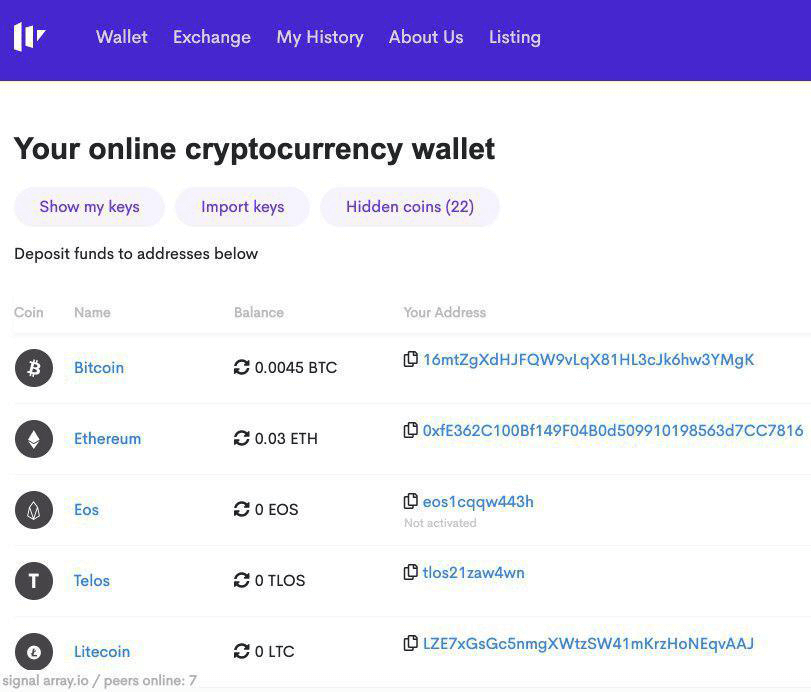 Wallet Exchange My History About Us Listing
Your online cryptocurrency wallet
Show my keys Import keys Hidden coins (22)
Deposit funds to addresses below
Coin Name Balance Your Address
Bitcoin 0.0045 BTC 16mtZgXdHJFQW9vLqX81HL3cJk6hw3YMgK
Ethereum 0.03 ETH 0xfE362C100Bf149F04B0d509910198563d7CC7816
Eos 0 EOS eos1cqqw443h
Not activated
T Telos 0 TLOS tlos21zaw4wn
Litecoin 0 LTC LZE7xGsGc5nmgXWtzSW41mKrzHoNEqvAAJ
signal array.io / peers online: 7